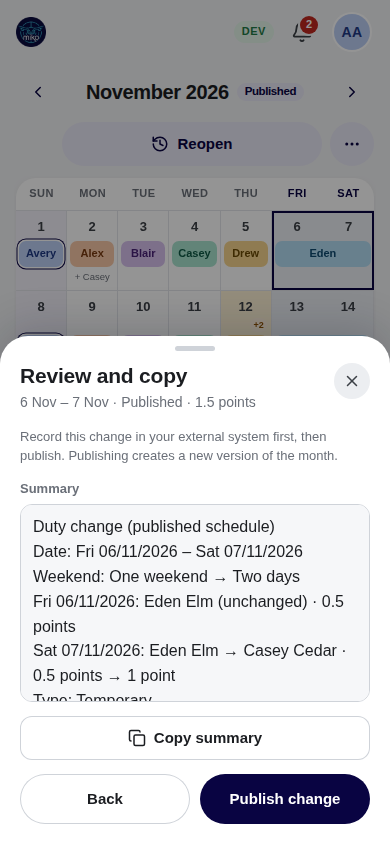 miko
DEV
2
AA
November 2026 Published
Reopen
SUN MON TUE WED THU FRI SAT
1 2 3 4 5 6 7
Avery Alex Blair Casey Drew Eden
+ Casey
8 9 10 11 12 13 14
+2
Review and copy
6 Nov – 7 Nov · Published · 1.5 points
Record this change in your external system first, then
publish. Publishing creates a new version of the month.
Summary
Duty change (published schedule)
Date: Fri 06/11/2026 – Sat 07/11/2026
Weekend: One weekend → Two days
Fri 06/11/2026: Eden Elm (unchanged) · 0.5
points
Sat 07/11/2026: Eden Elm → Casey Cedar ·
0.5 points → 1 point
Type: Temporary
Copy summary
Back
Publish change